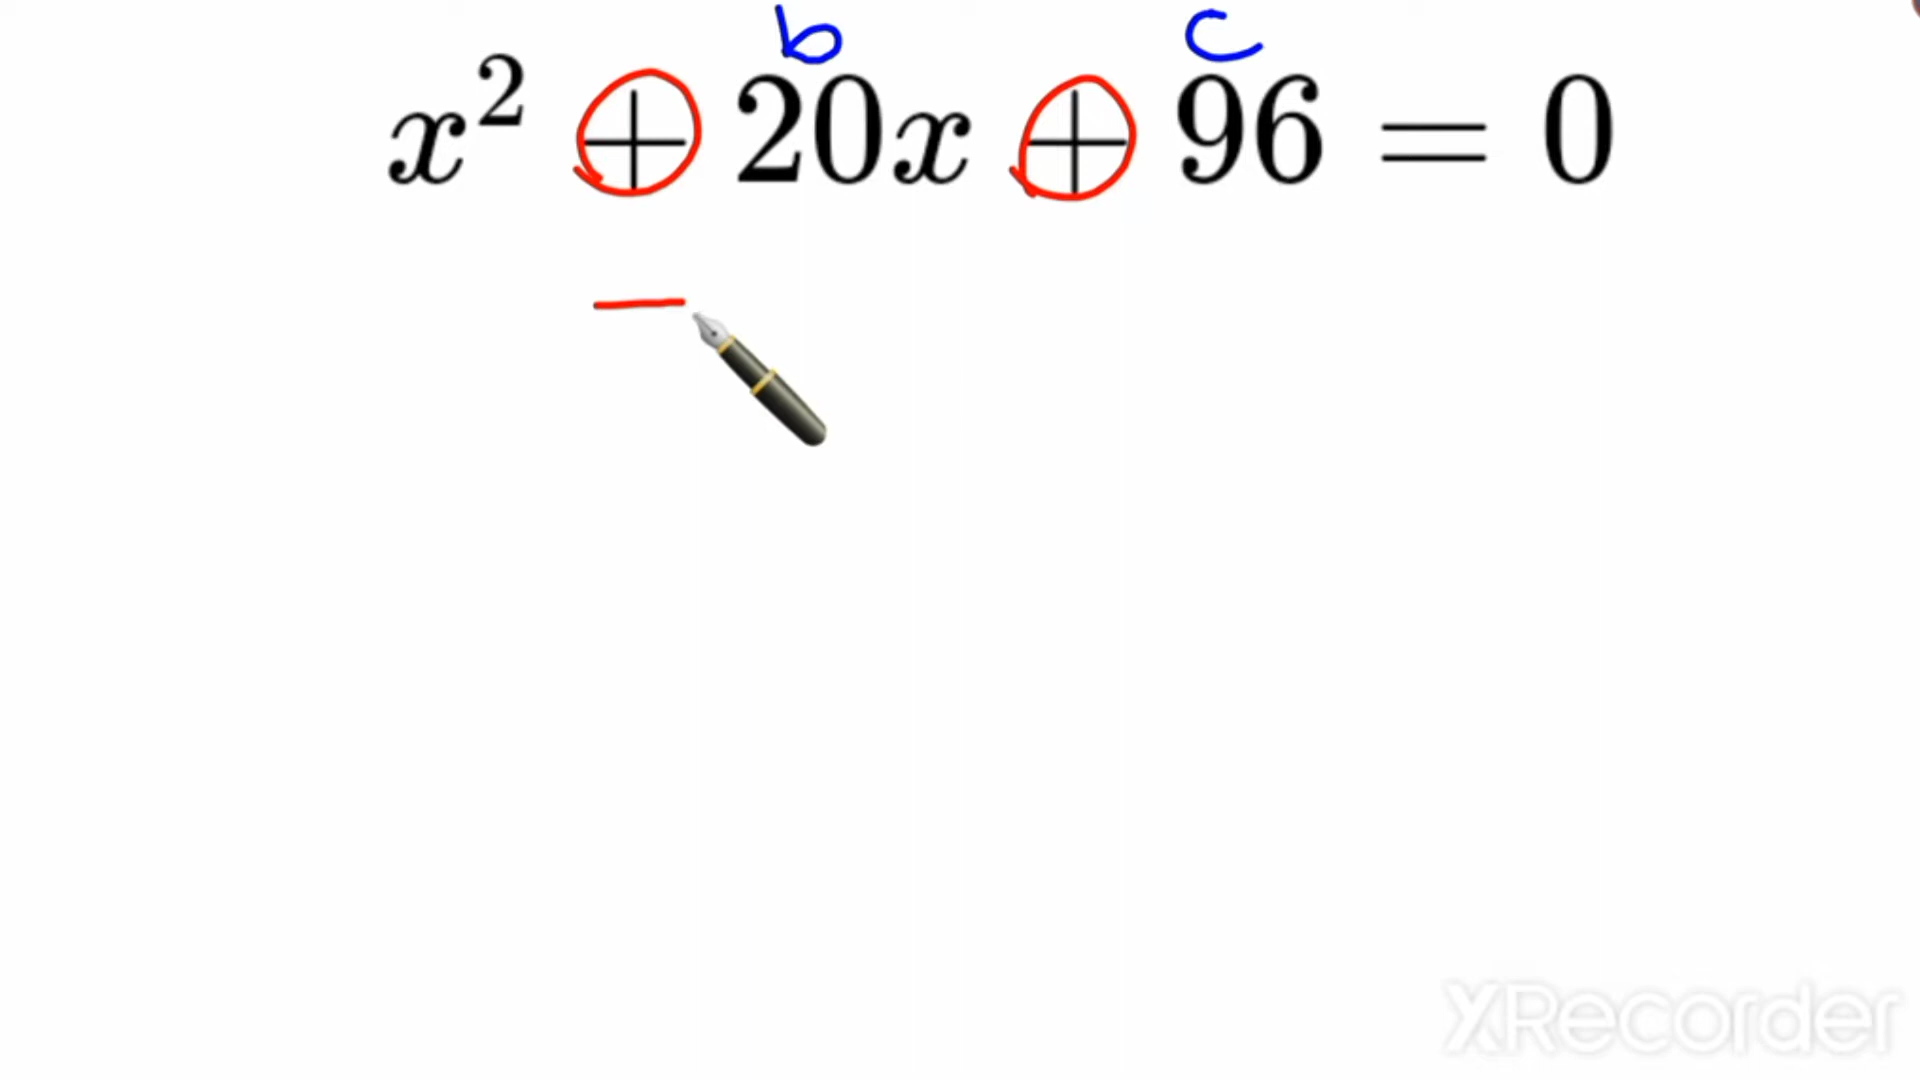 b c
x² + 20x + 96 = 0
XRecorder